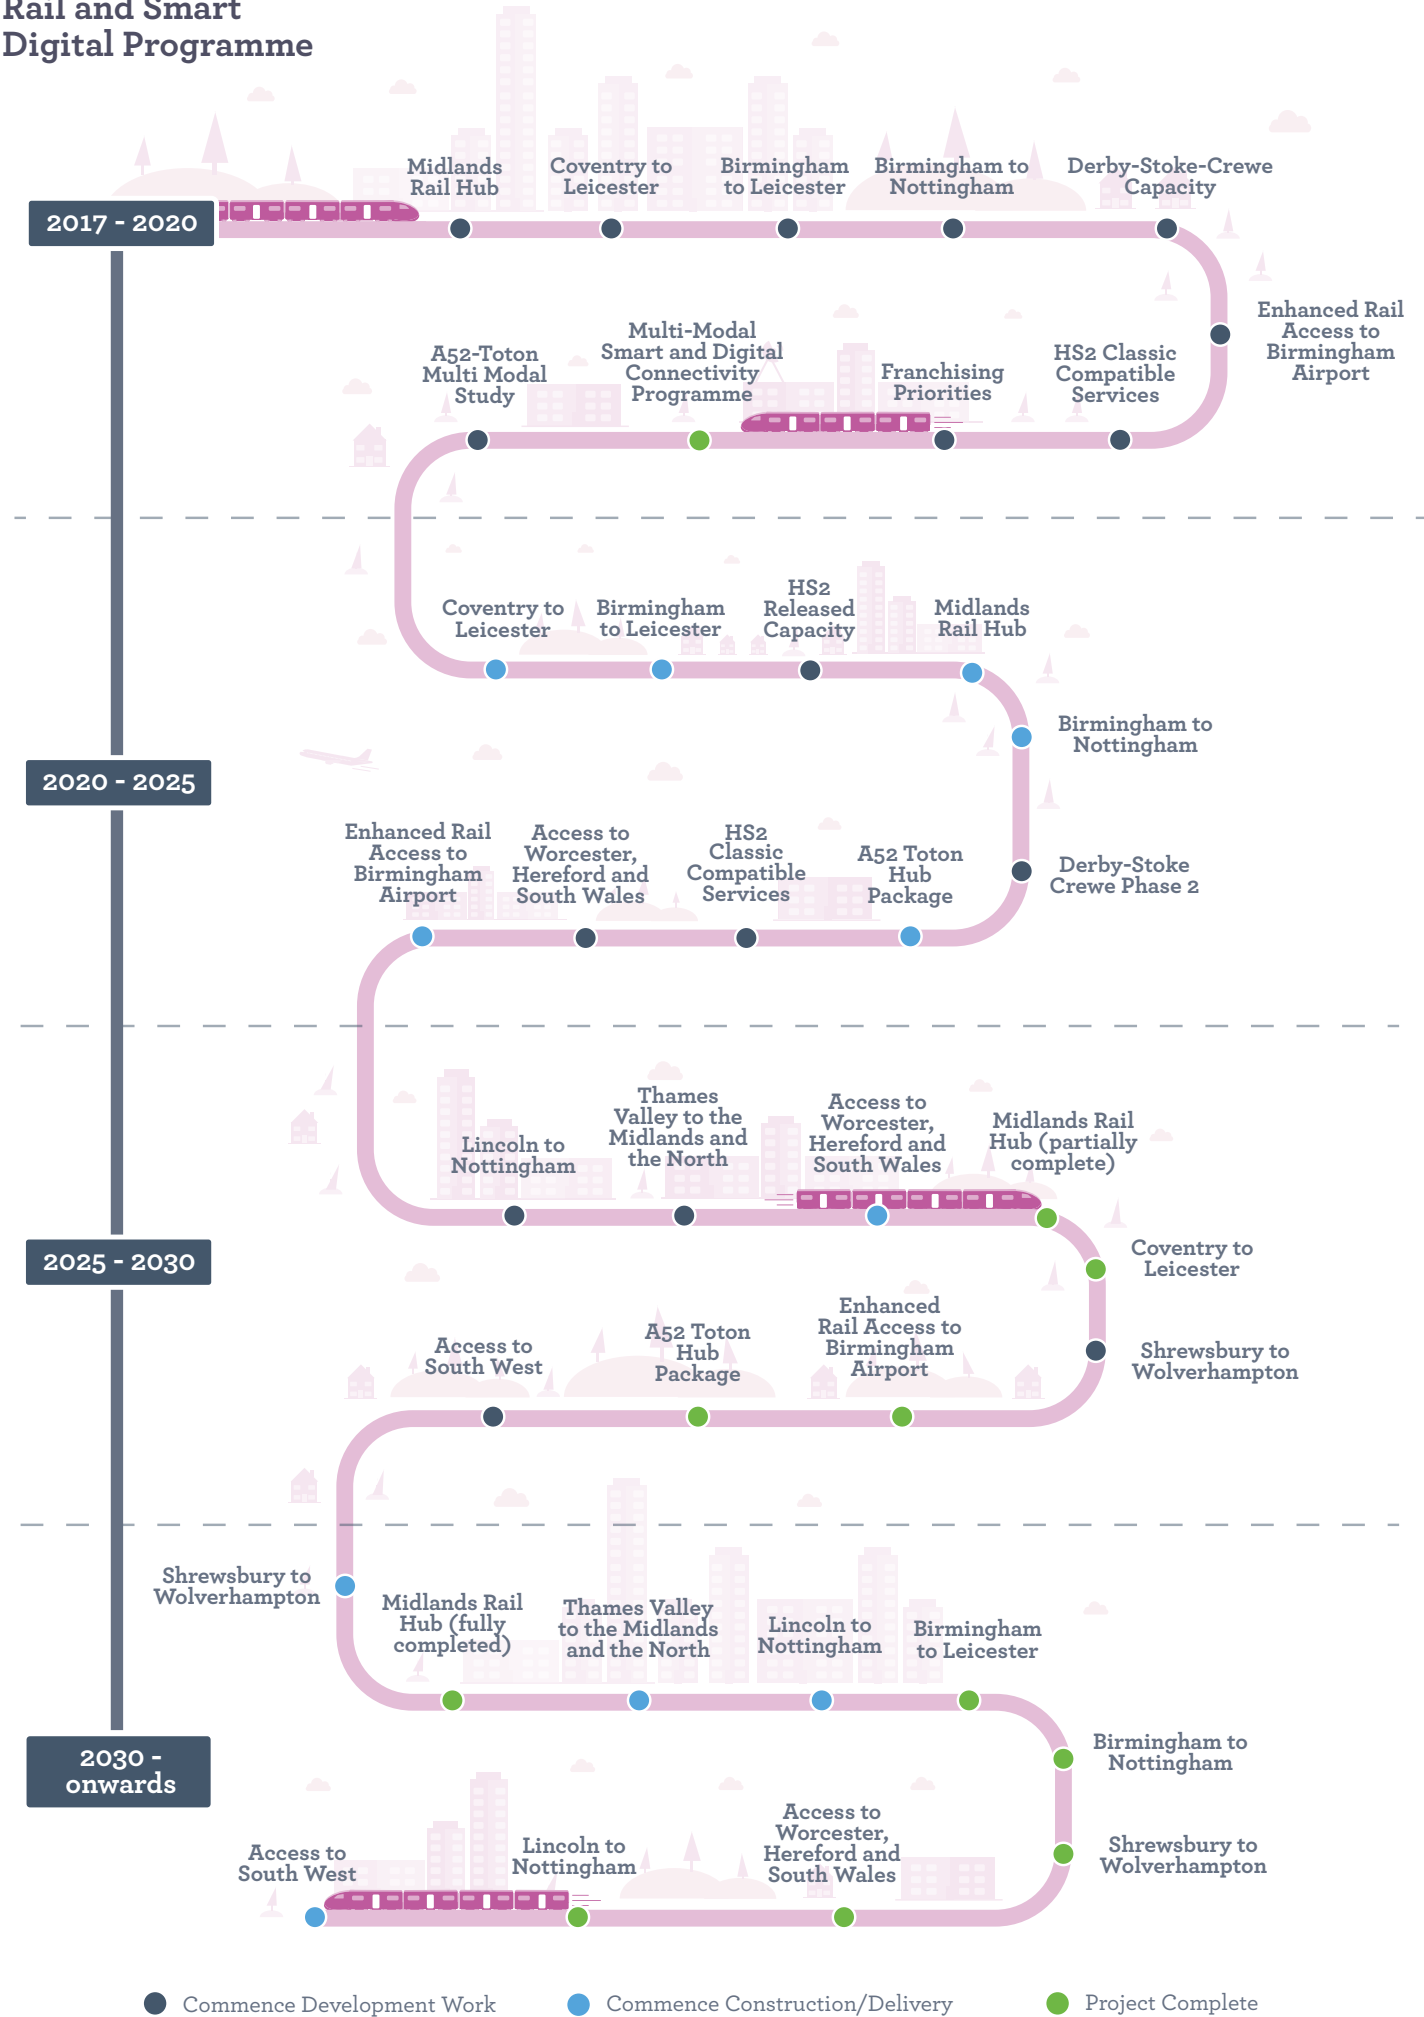 Rail and Smart
Digital Programme
2017 - 2020
Midlands
Rail Hub
Coventry to
Leicester
Birmingham
to Leicester
Birmingham to
Nottingham
Derby-Stoke-Crewe
Capacity
Enhanced Rail
Access to
Birmingham
Airport
HS2 Classic
Compatible
Services
Franchising
Priorities
Multi-Modal
Smart and Digital
Connectivity
Programme
A52-Toton
Multi Modal
Study
2020 - 2025
Coventry to
Leicester
Birmingham
to Leicester
HS2
Released
Capacity
Midlands
Rail Hub
Birmingham to
Nottingham
Derby-Stoke
Crewe Phase 2
A52 Toton
Hub
Package
HS2
Classic
Compatible
Services
Access to
Worcester,
Hereford and
South Wales
Enhanced Rail
Access to
Birmingham
Airport
2025 - 2030
Lincoln to
Nottingham
Thames
Valley to the
Midlands and
the North
Access to
Worcester,
Hereford and
South Wales
Midlands Rail
Hub (partially
complete)
Coventry to
Leicester
Shrewsbury to
Wolverhampton
Enhanced
Rail Access to
Birmingham
Airport
A52 Toton
Hub
Package
Access to
South West
2030 -
onwards
Shrewsbury to
Wolverhampton
Midlands Rail
Hub (fully
completed)
Thames Valley
to the Midlands
and the North
Lincoln to
Nottingham
Birmingham
to Leicester
Birmingham to
Nottingham
Shrewsbury to
Wolverhampton
Access to
Worcester,
Hereford and
South Wales
Lincoln to
Nottingham
Access to
South West
Commence Development Work
Commence Construction/Delivery
Project Complete